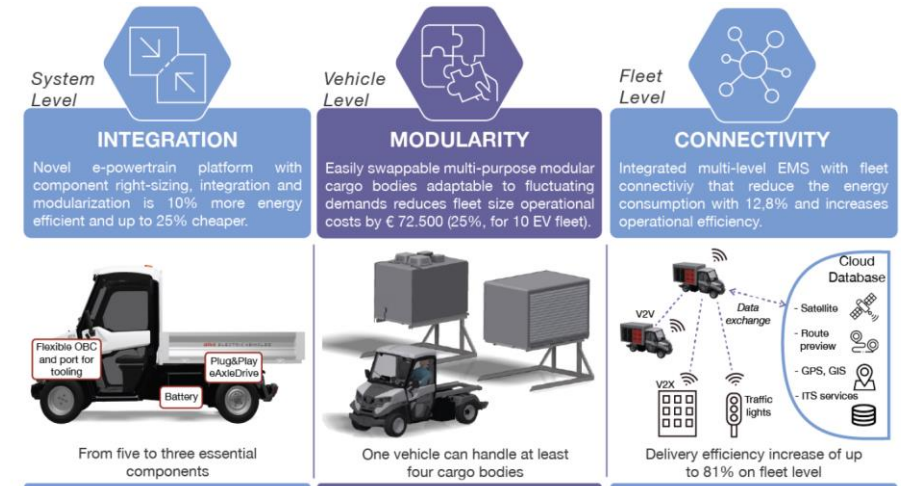 System
Level
INTEGRATION
Novel e-powertrain platform with
component right-sizing, integration and
modularization is 10% more energy
efficient and up to 25% cheaper.
Flexible OBC
and port for
tooling
Battery
Plug&Play
eAxleDrive
ELECTRIC VEHICLES
From five to three essential
components
Vehicle
Level
MODULARITY
Easily swappable multi-purpose modular
cargo bodies adaptable to fluctuating
demands reduces fleet size operational
costs by € 72.500 (25%, for 10 EV fleet).
One vehicle can handle at least
four cargo bodies
Fleet
Level
CONNECTIVITY
Integrated multi-level EMS with fleet
connectiviy that reduce the energy
consumption with 12,8% and increases
operational efficiency.
Cloud
Database
Data
exchange
V2V
V2X
Traffic
lights
- Satellite
- Route
preview
- GPS, GIS
- ITS services
Delivery efficiency increase of up
to 81% on fleet level